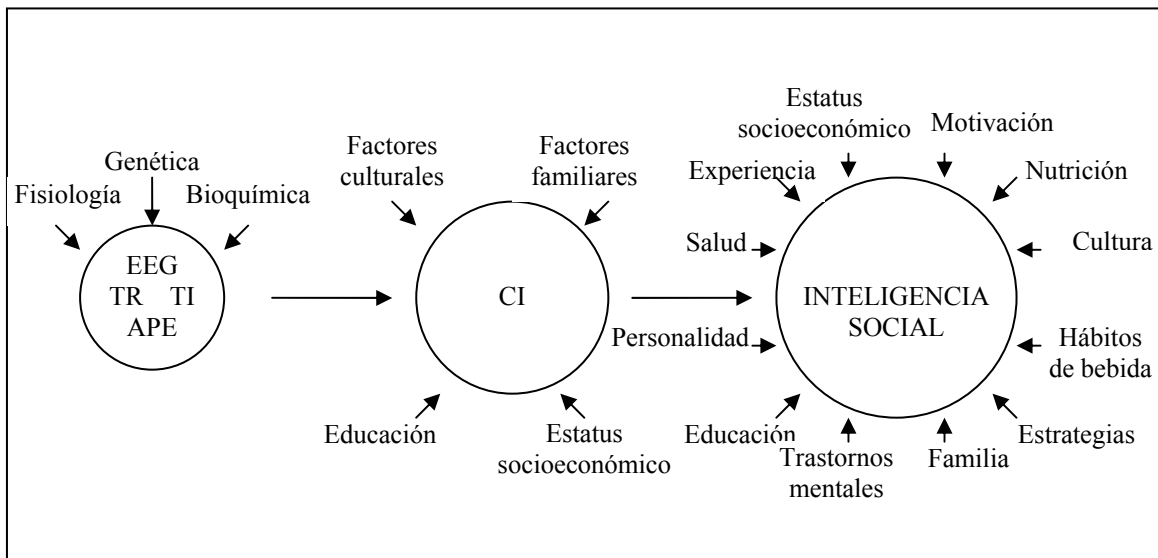 Genética
Fisiología
Bioquímica
EEG
TR TI
APE
Factores
culturales
Factores
familiares
CI
Educación
Estatus
socioeconómico
Estatus
socioeconómico
Motivación
Experiencia
Nutrición
Salud
Cultura
INTELIGENCIA
SOCIAL
Personalidad
Hábitos
de bebida
Educación
Trastornos
mentales
Familia
Estrategias